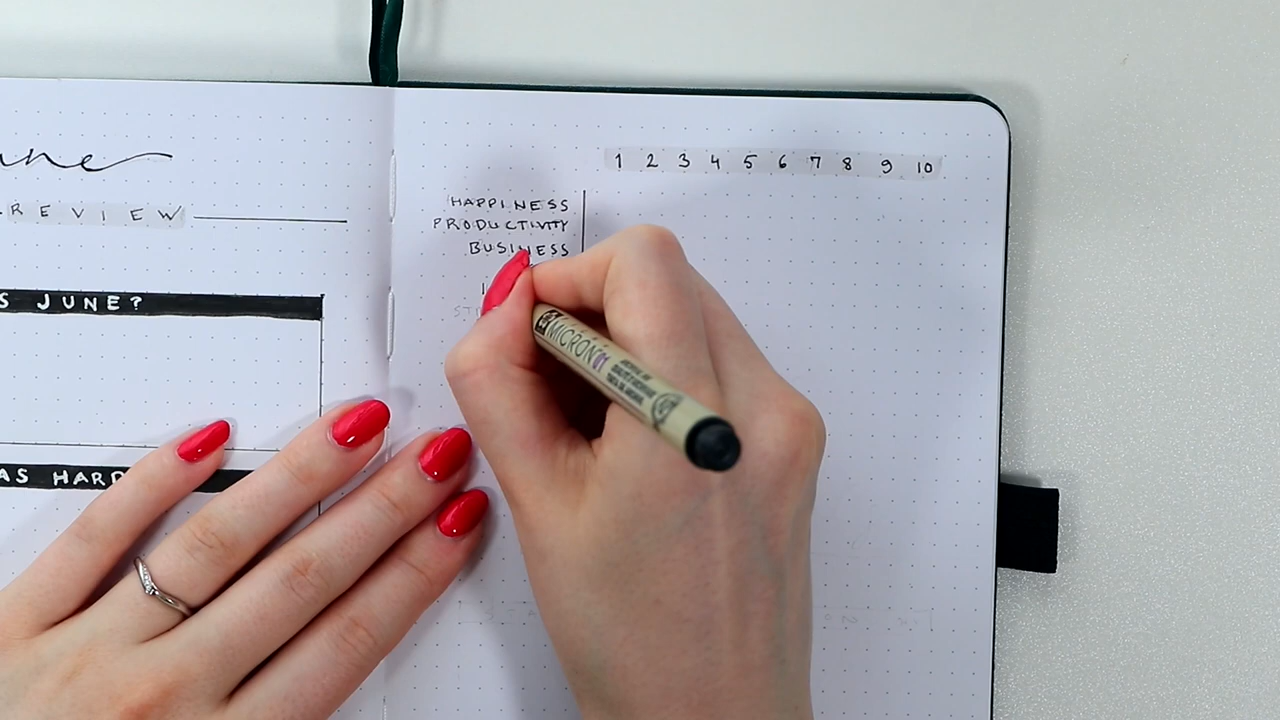 une
REVIEW
S JUNE?
AS HARD
1 2 3 4 5 6 7 8 9 10
HAPPINESS
PRODUCTIVITY
BUSINESS
MICRON 01